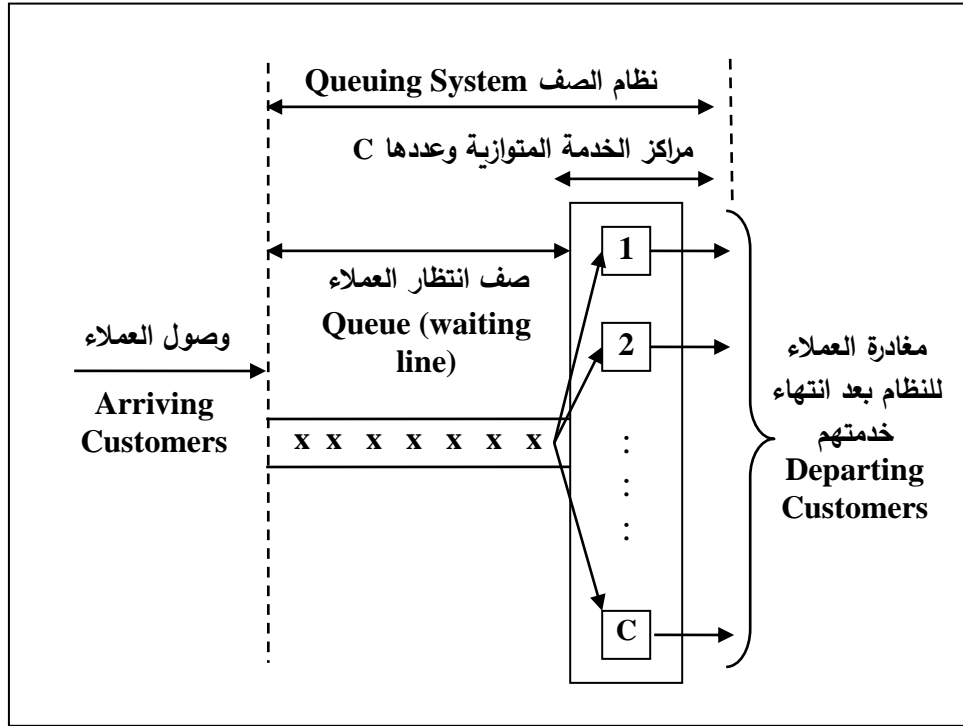 نظام الصف Queuing System
مراكز الخدمة المتوازية وعددها C
1
صف انتظار العملاء
Queue (waiting
line)
2
وصول العملاء
Arriving
Customers
مغادرة العملاء
للنظام بعد انتهاء
خدمتهم
Departing
Customers
x x x x x x x
:
:
:
C